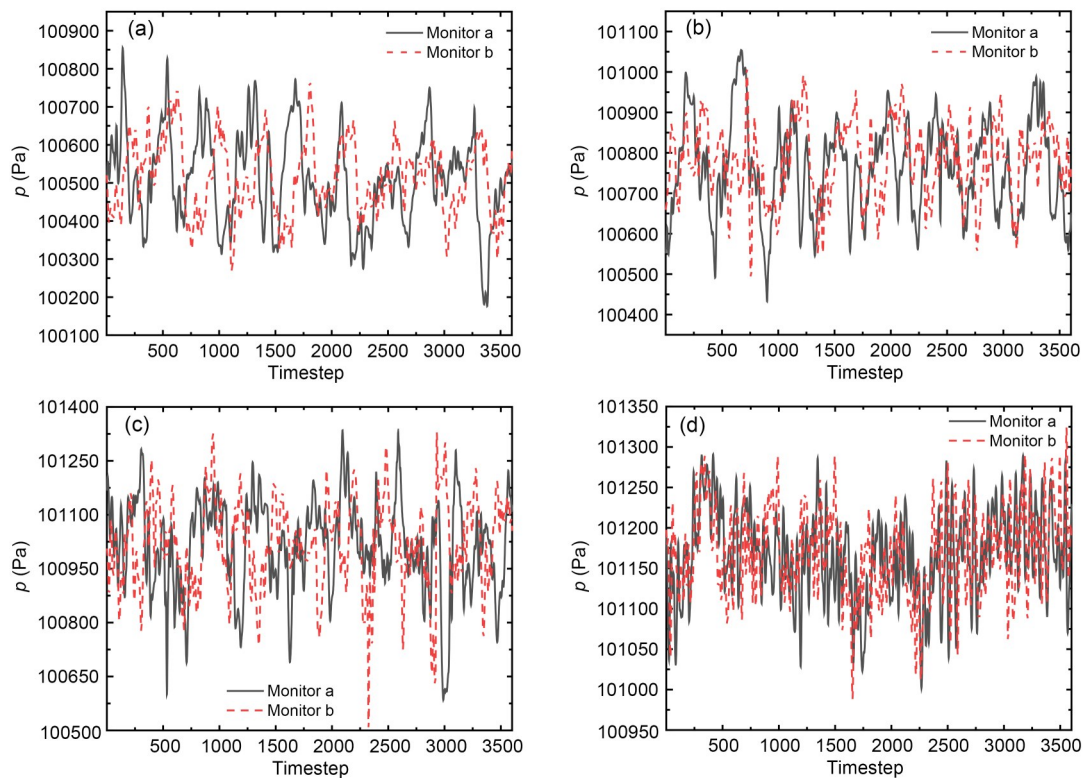 (a)
Monitor a
Monitor b
p (Pa)
100900
100800
100700
100600
100500
100400
100300
100200
100100
500 1000 1500 2000 2500 3000 3500
Timestep
(b)
Monitor a
Monitor b
p (Pa)
101100
101000
100900
100800
100700
100600
100500
100400
500 1000 1500 2000 2500 3000 3500
Timestep
(c)
Monitor a
Monitor b
p (Pa)
101400
101250
101100
100950
100800
100650
100500
500 1000 1500 2000 2500 3000 3500
Timestep
(d)
Monitor a
Monitor b
p (Pa)
101350
101300
101250
101200
101150
101100
101050
101000
100950
500 1000 1500 2000 2500 3000 3500
Timestep